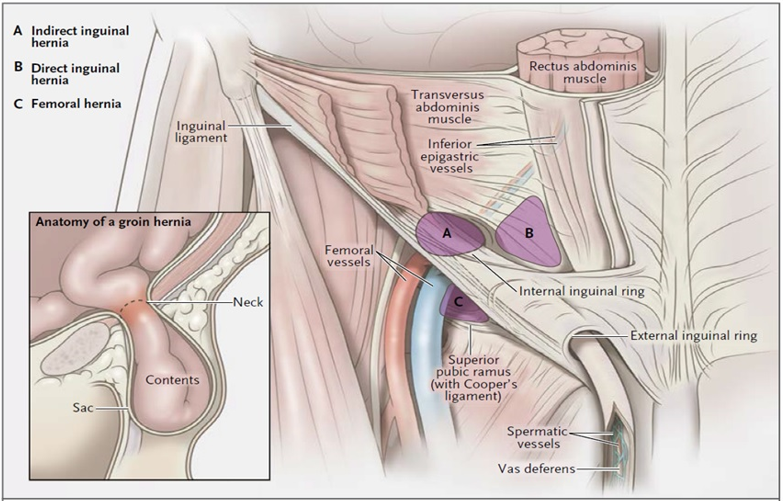 A Indirect inguinal
hernia
B Direct inguinal
hernia
C Femoral hernia
Inguinal
ligament
Transversus
abdominis
muscle
Rectus abdominis
muscle
Inferior
epigastric
vessels
A
B
C
Femoral
vessels
Internal inguinal ring
External inguinal ring
Superior
pubic ramus
(with Cooper's
ligament)
Spermatic
vessels
Vas deferens
Anatomy of a groin hernia
Neck
Contents
Sac